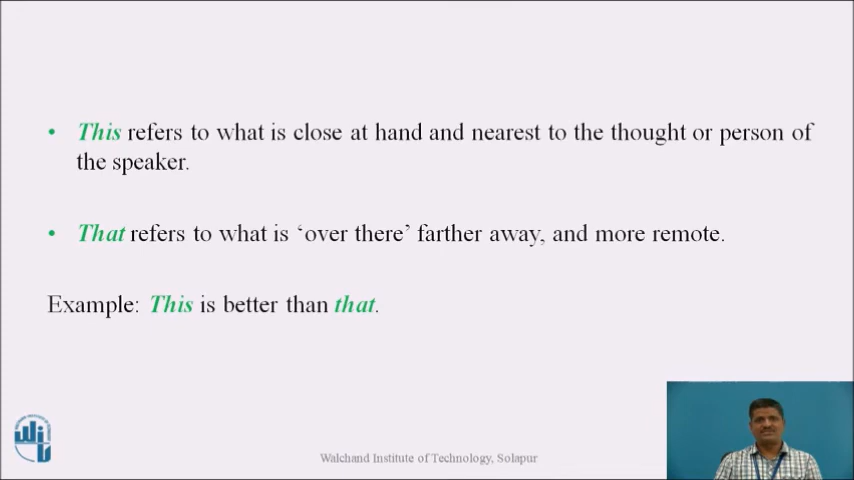 • This refers to what is close at hand and nearest to the thought or person of
the speaker.
• That refers to what is ‘over there’ farther away, and more remote.
Example: This is better than that.
Walchand Institute of Technology, Solapur